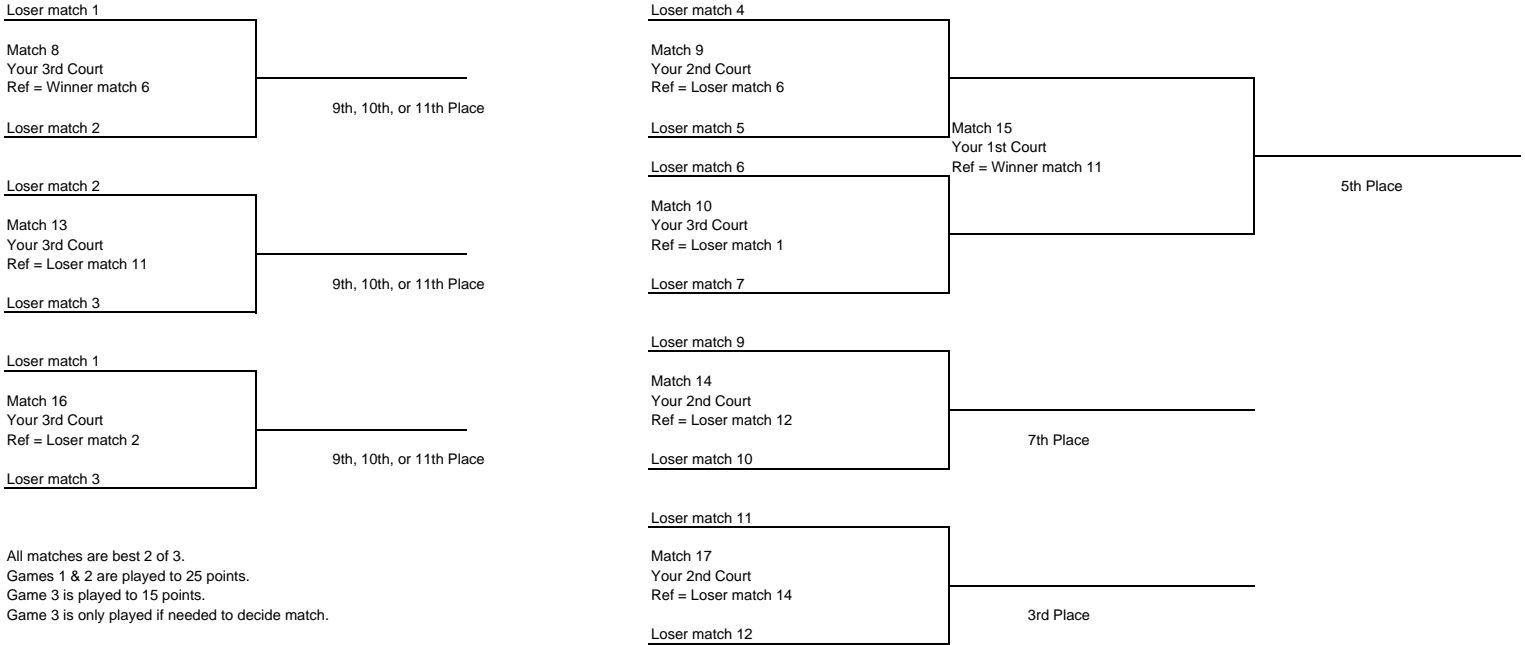 Loser match 1
Match 8
Your 3rd Court
Ref = Winner match 6
9th, 10th, or 11th Place
Loser match 2
Loser match 2
Match 13
Your 3rd Court
Ref = Loser match 11
9th, 10th, or 11th Place
Loser match 3
Loser match 1
Match 16
Your 3rd Court
Ref = Loser match 2
9th, 10th, or 11th Place
Loser match 3
All matches are best 2 of 3.
Games 1 & 2 are played to 25 points.
Game 3 is played to 15 points.
Game 3 is only played if needed to decide match.
Loser match 4
Match 9
Your 2nd Court
Ref = Loser match 6
Loser match 5
Match 15
Your 1st Court
Ref = Winner match 11
5th Place
Loser match 6
Match 10
Your 3rd Court
Ref = Loser match 1
Loser match 7
Loser match 9
Match 14
Your 2nd Court
Ref = Loser match 12
7th Place
Loser match 10
Loser match 11
Match 17
Your 2nd Court
Ref = Loser match 14
3rd Place
Loser match 12